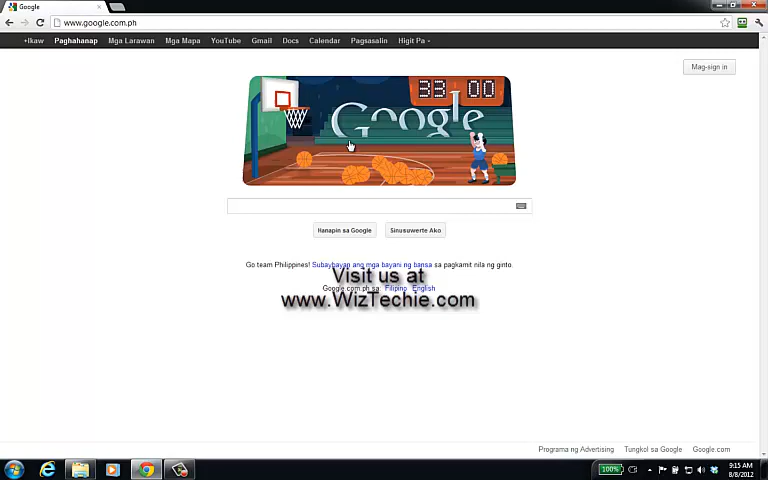 Google
www.google.com.ph
+Ikaw Paghahanap Mga Larawan Mga Mapa YouTube Gmail Docs Calendar Pagsasalin Higit Pa
Mag-sign in
33 00
Google
Hanapin sa Google Sinusuwerte Ako
Go team Philippines! Subaybayan ang mga bayani ng bansa sa pagkamit nila ng ginto.
Visit us at
Google.com.ph sa: Filipino English
www.WizTechie.com
Programa ng Advertising Tungkol sa Google Google.com
100% 9:15 AM
8/8/2012